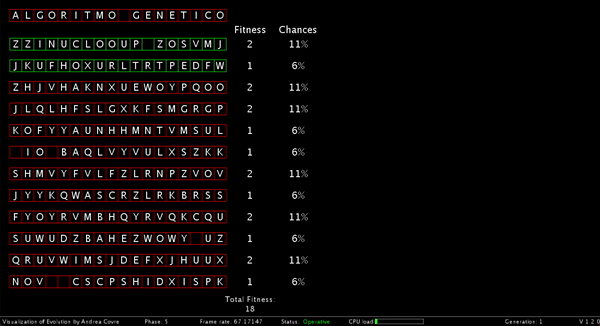 ALGORITMO GENETICO
Fitness Chances
ZZINUCLOOUP ZOSVMJ 2 11%
JKUFHOXURLTRTPEDFW 1 6%
ZHJVHAKNXUEWOYPQOO 2 11%
JLQLHFSLGXKFSMGRGP 2 11%
KOFYYAUNHHMNTVMSUL 1 6%
IO BAQLVYVULXSZKK 1 6%
SHMVYFVLFZLRNPZVOV 2 11%
JYYKQWASCRZLRKBRSS 1 6%
FYOYRVMBHQYRVQKCQU 2 11%
SUWUDZBAHEZWOWY UZ 1 6%
QRUVWIMSJDEFXJHUUX 2 11%
NOV CSCPSHIDXISPK 1 6%
Total Fitness:
18
Visualization of Evolution by Andrea Covre Phase: 5 Frame rate: 67.17147 Status: Operative CPU load Generation: 1 V 1.2.0